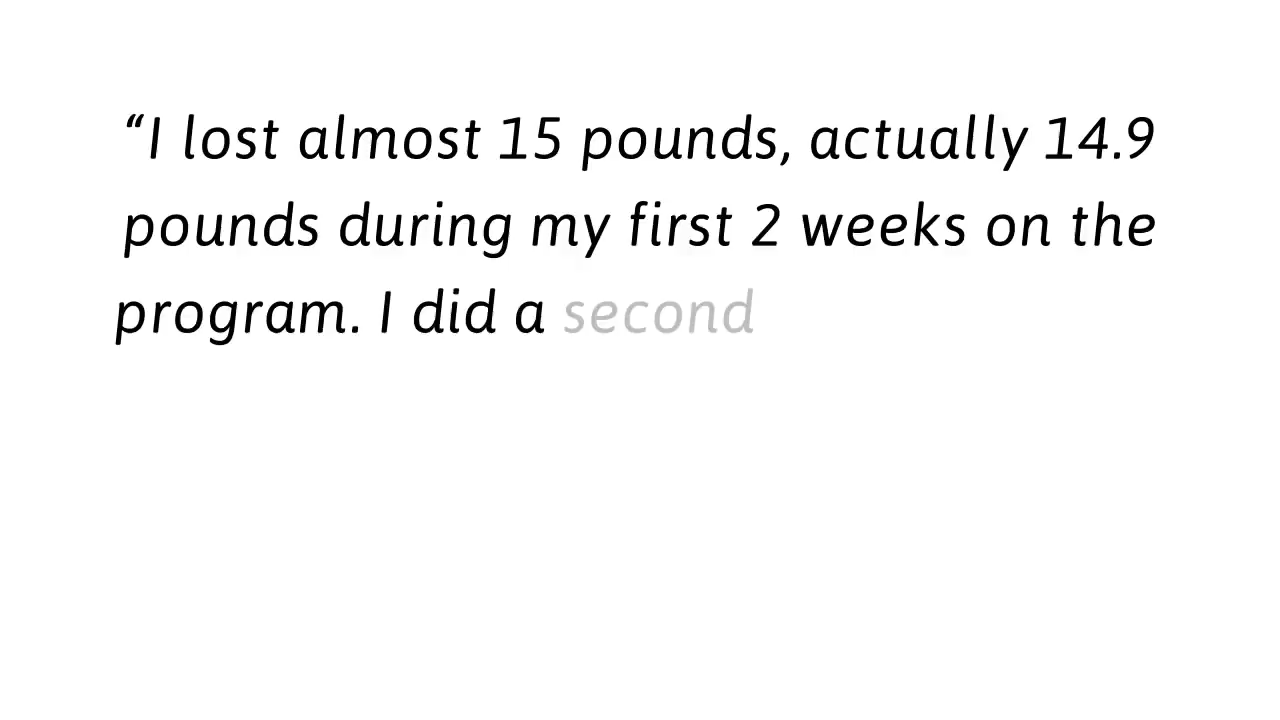 “I lost almost 15 pounds, actually 14.9
pounds during my first 2 weeks on the
program. I did a second